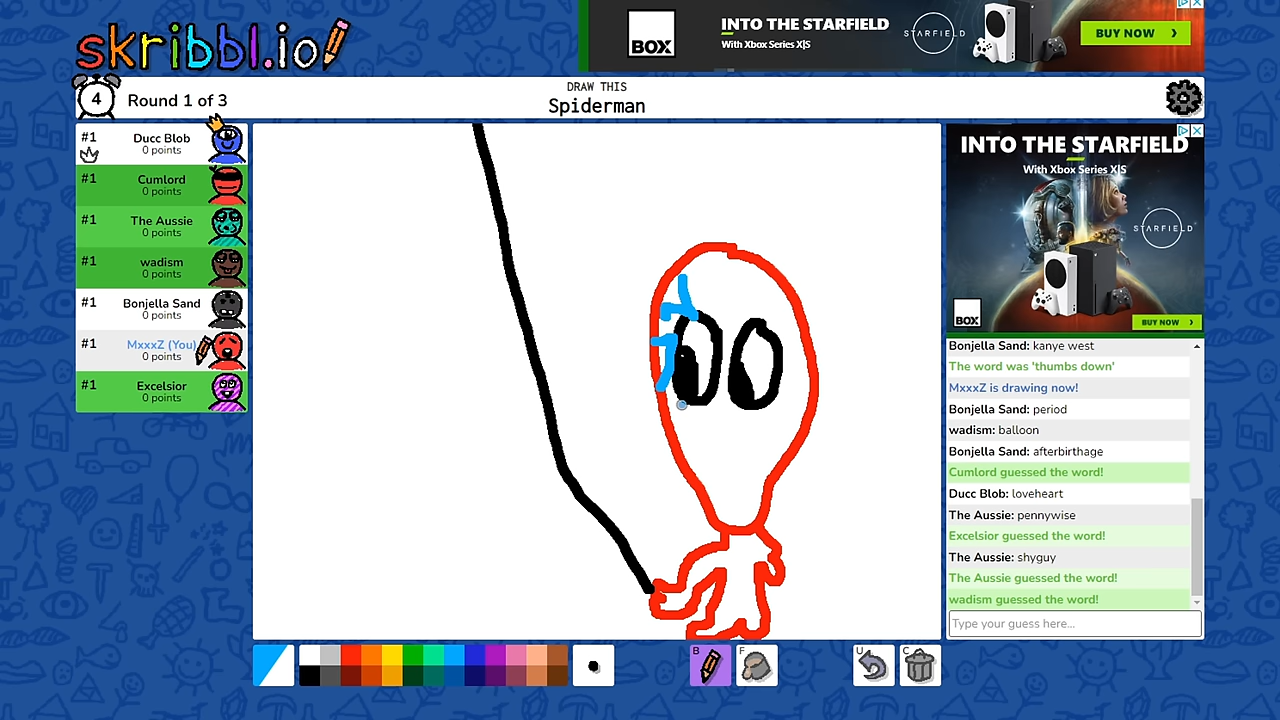 skribbl.io
BOX
INTO THE STARFIELD
With Xbox Series X|S
STARFIELD
BUY NOW
4
Round 1 of 3
DRAW THIS
Spiderman
#1
Ducc Blob
0 points
#1
Cumlord
0 points
#1
The Aussie
0 points
#1
wadism
0 points
#1
Bonjella Sand
0 points
#1
MxxxZ (You)
0 points
#1
Excelsior
0 points
INTO THE STARFIELD
With Xbox Series X|S
STARFIELD
BOX
BUY NOW
Bonjella Sand: kanye west
The word was 'thumbs down'
MxxxZ is drawing now!
Bonjella Sand: period
wadism: balloon
Bonjella Sand: afterbirthage
Cumlord guessed the word!
Ducc Blob: loveheart
The Aussie: pennywise
Excelsior guessed the word!
The Aussie: shyguy
The Aussie guessed the word!
wadism guessed the word!
Type your guess here...
B
F
U
C